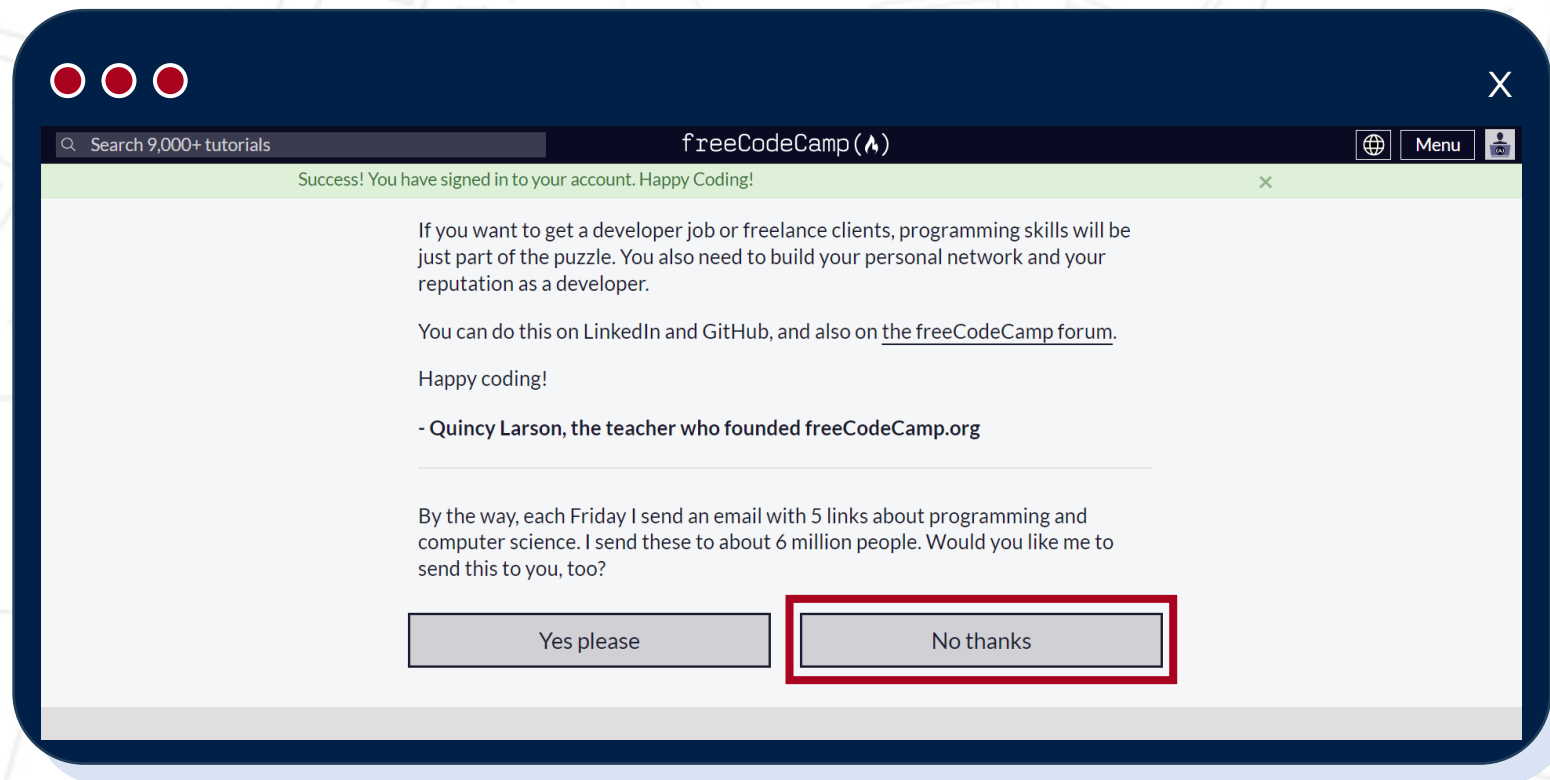 X
Search 9,000+ tutorials
freeCodeCamp(🔥)
Menu
Success! You have signed in to your account. Happy Coding!
×
If you want to get a developer job or freelance clients, programming skills will be
just part of the puzzle. You also need to build your personal network and your
reputation as a developer.
You can do this on LinkedIn and GitHub, and also on the freeCodeCamp forum.
Happy coding!
- Quincy Larson, the teacher who founded freeCodeCamp.org
By the way, each Friday I send an email with 5 links about programming and
computer science. I send these to about 6 million people. Would you like me to
send this to you, too?
Yes please
No thanks